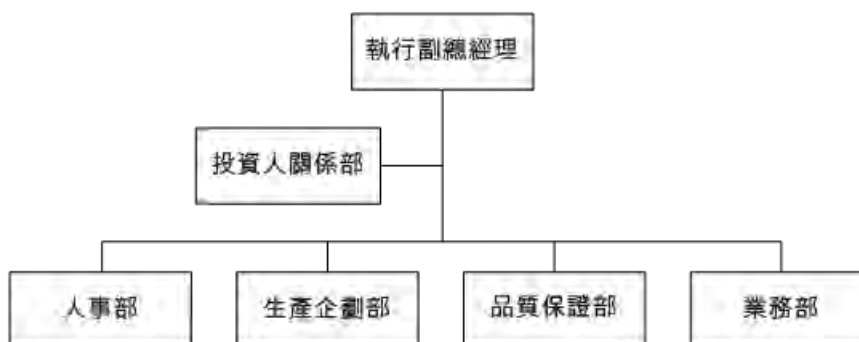 執行副總經理
投資人關係部
人事部
生產企劃部
品質保證部
業務部